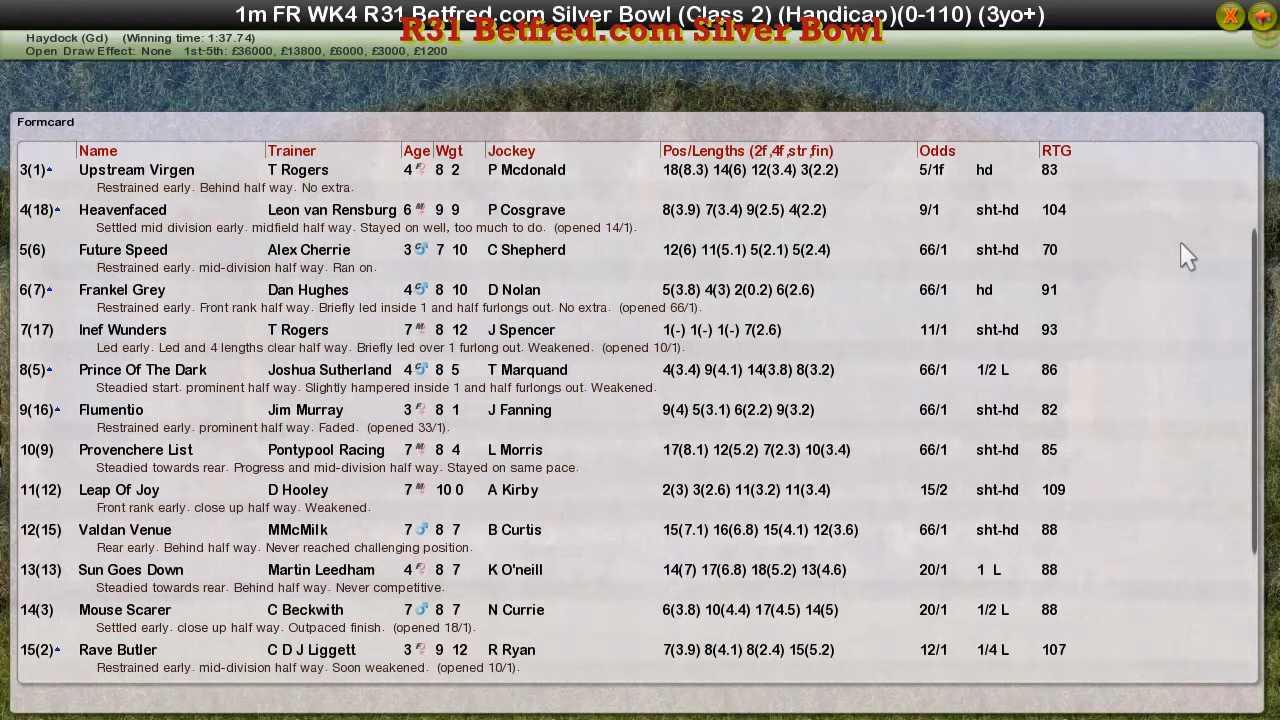 1m FR WK4 R31 Betfred.com Silver Bowl (Class 2) (Handicap)(0-110) (3yo+)
R31 Betfred.com Silver Bowl
Haydock (Gd) (Winning time: 1:37.74)
Open Draw Effect: None 1st-5th: £36000, £13800, £6000, £3000, £1200
Formcard
Name Trainer Age Wgt Jockey Pos/Lengths (2f,4f,str,fin) Odds RTG
3(1) Upstream Virgen T Rogers 4 F 8 2 P Mcdonald 18(8.3) 14(6) 12(3.4) 3(2.2) 5/1f hd 83
Restrained early. Behind half way. No extra.
4(18) Heavenfaced Leon van Rensburg 6 M 9 9 P Cosgrave 8(3.9) 7(3.4) 9(2.5) 4(2.2) 9/1 sht-hd 104
Settled mid division early. midfield half way. Stayed on well, too much to do. (opened 14/1).
5(6) Future Speed Alex Cherrie 3 C 7 10 C Shepherd 12(6) 11(5.1) 5(2.1) 5(2.4) 66/1 sht-hd 70
Restrained early. mid-division half way. Ran on.
6(7) Frankel Grey Dan Hughes 4 C 8 10 D Nolan 5(3.8) 4(3) 2(0.2) 6(2.6) 66/1 hd 91
Restrained early. Front rank half way. Briefly led inside 1 and half furlongs out. No extra. (opened 66/1).
7(17) Inef Wunders T Rogers 7 M 8 12 J Spencer 1(-) 1(-) 1(-) 7(2.6) 11/1 sht-hd 93
Led early. Led and 4 lengths clear half way. Briefly led over 1 furlong out. Weakened. (opened 10/1).
8(5) Prince Of The Dark Joshua Sutherland 4 C 8 5 T Marquand 4(3.4) 9(4.1) 14(3.8) 8(3.2) 66/1 1/2 L 86
Steadied start. prominent half way. Slightly hampered inside 1 and half furlongs out. Weakened.
9(16) Flumentio Jim Murray 3 F 8 1 J Fanning 9(4) 5(3.1) 6(2.2) 9(3.2) 66/1 sht-hd 82
Restrained early. prominent half way. Faded. (opened 33/1).
10(9) Provenchere List Pontypool Racing 7 M 8 4 L Morris 17(8.1) 12(5.2) 7(2.3) 10(3.4) 66/1 sht-hd 85
Steadied towards rear. Progress and mid-division half way. Stayed on same pace.
11(12) Leap Of Joy D Hooley 7 M 10 0 A Kirby 2(3) 3(2.6) 11(3.2) 11(3.4) 15/2 sht-hd 109
Front rank early. close up half way. Weakened.
12(15) Valdan Venue MMcMilk 7 8 7 B Curtis 15(7.1) 16(6.8) 15(4.1) 12(3.6) 66/1 sht-hd 88
Rear early. Behind half way. Never reached challenging position.
13(13) Sun Goes Down Martin Leedham 4 F 8 7 K O'neill 14(7) 17(6.8) 18(5.2) 13(4.6) 20/1 1 L 88
Steadied towards rear. Behind half way. Never competitive.
14(3) Mouse Scarer C Beckwith 7 8 7 N Currie 6(3.8) 10(4.4) 17(4.5) 14(5) 20/1 1/2 L 88
Settled early. close up half way. Outpaced finish. (opened 18/1).
15(2) Rave Butler C D J Liggett 3 F 9 12 R Ryan 7(3.9) 8(4.1) 8(2.4) 15(5.2) 12/1 1/4 L 107
Restrained early. mid-division half way. Soon weakened. (opened 10/1).